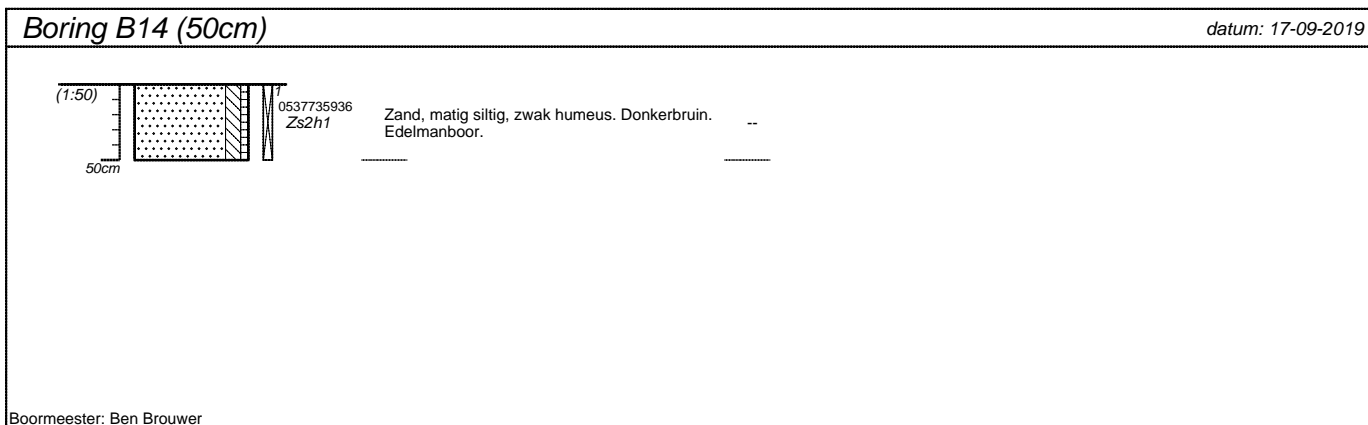 Boring B14 (50cm)
datum: 17-09-2019
(1:50)
1
0537735936
Zs2h1
Zand, matig siltig, zwak humeus. Donkerbruin.
Edelmanboor.
--
50cm
Boormeester: Ben Brouwer